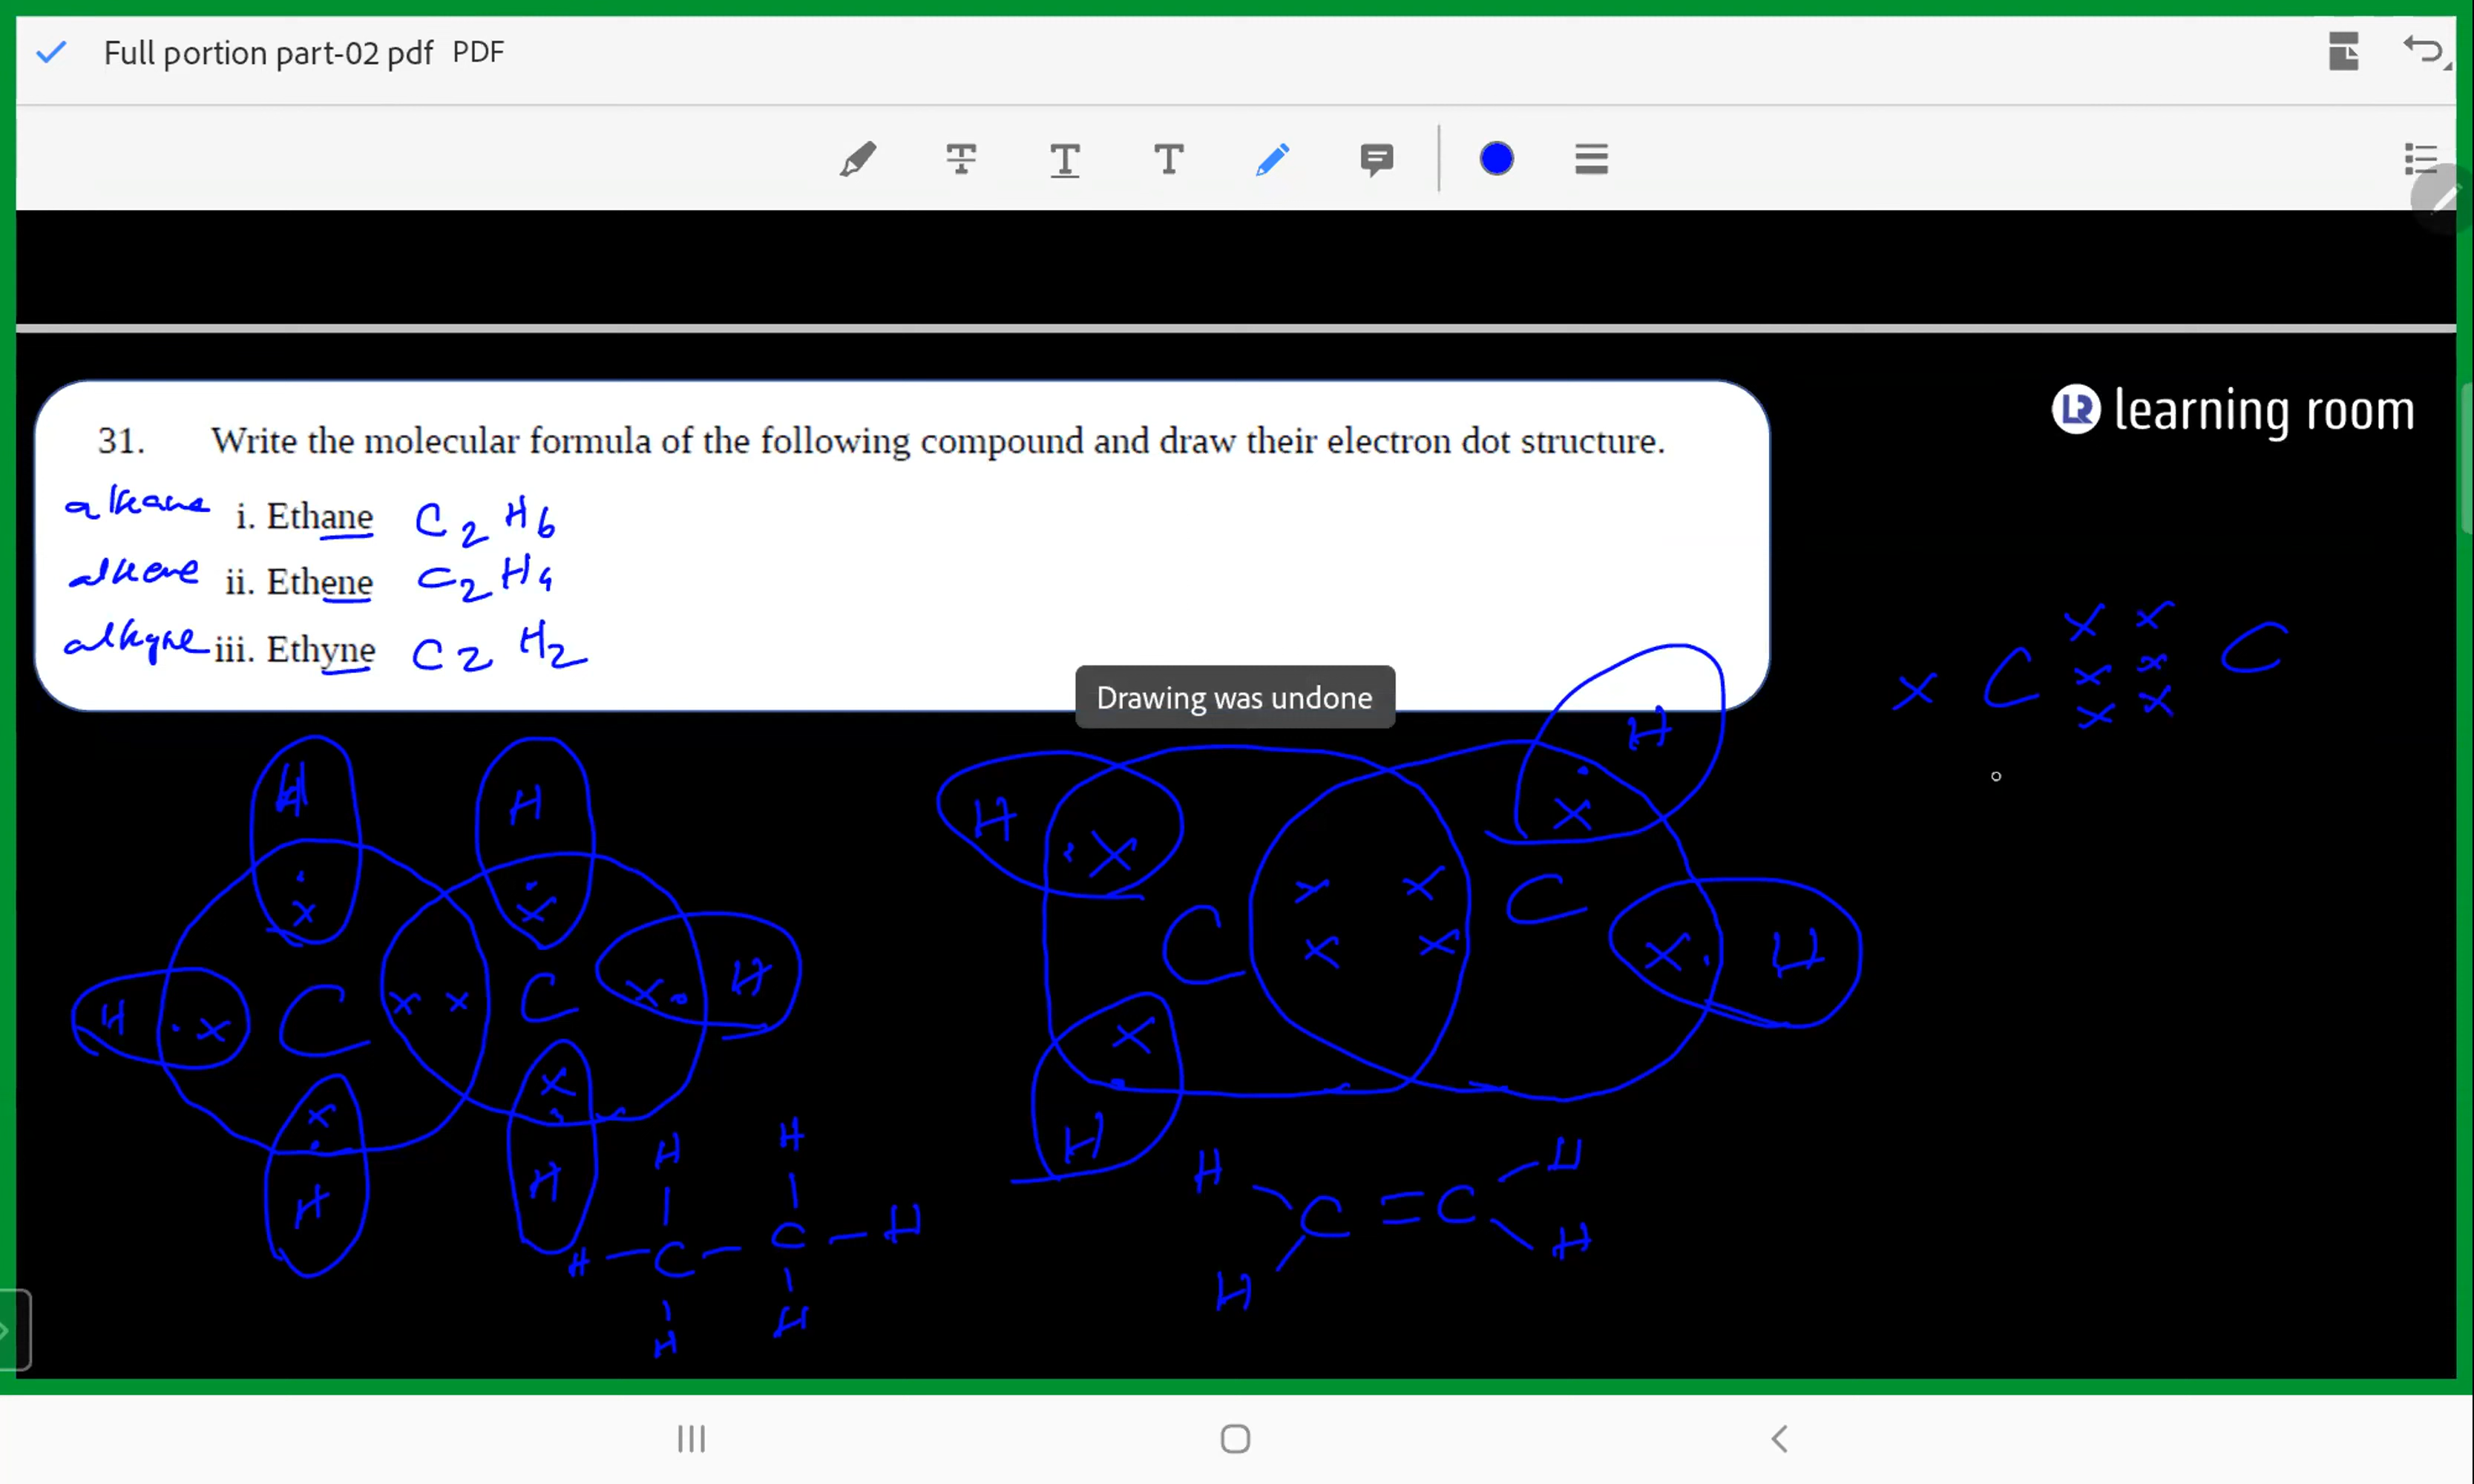 Full portion part-02 pdf PDF
LR learning room
31. Write the molecular formula of the following compound and draw their electron dot structure.
alkane i. Ethane C2H6
alkene ii. Ethene C2H4
alkyne iii. Ethyne C2H2
Drawing was undone
x C x x C
x x
x x
H H H
. . H . x . x
x x
H . x C x x C x . H C x x C x . H
x x x x
x x x
. . .
H H H
H H H H
H - C - C - H C = C
H H H H